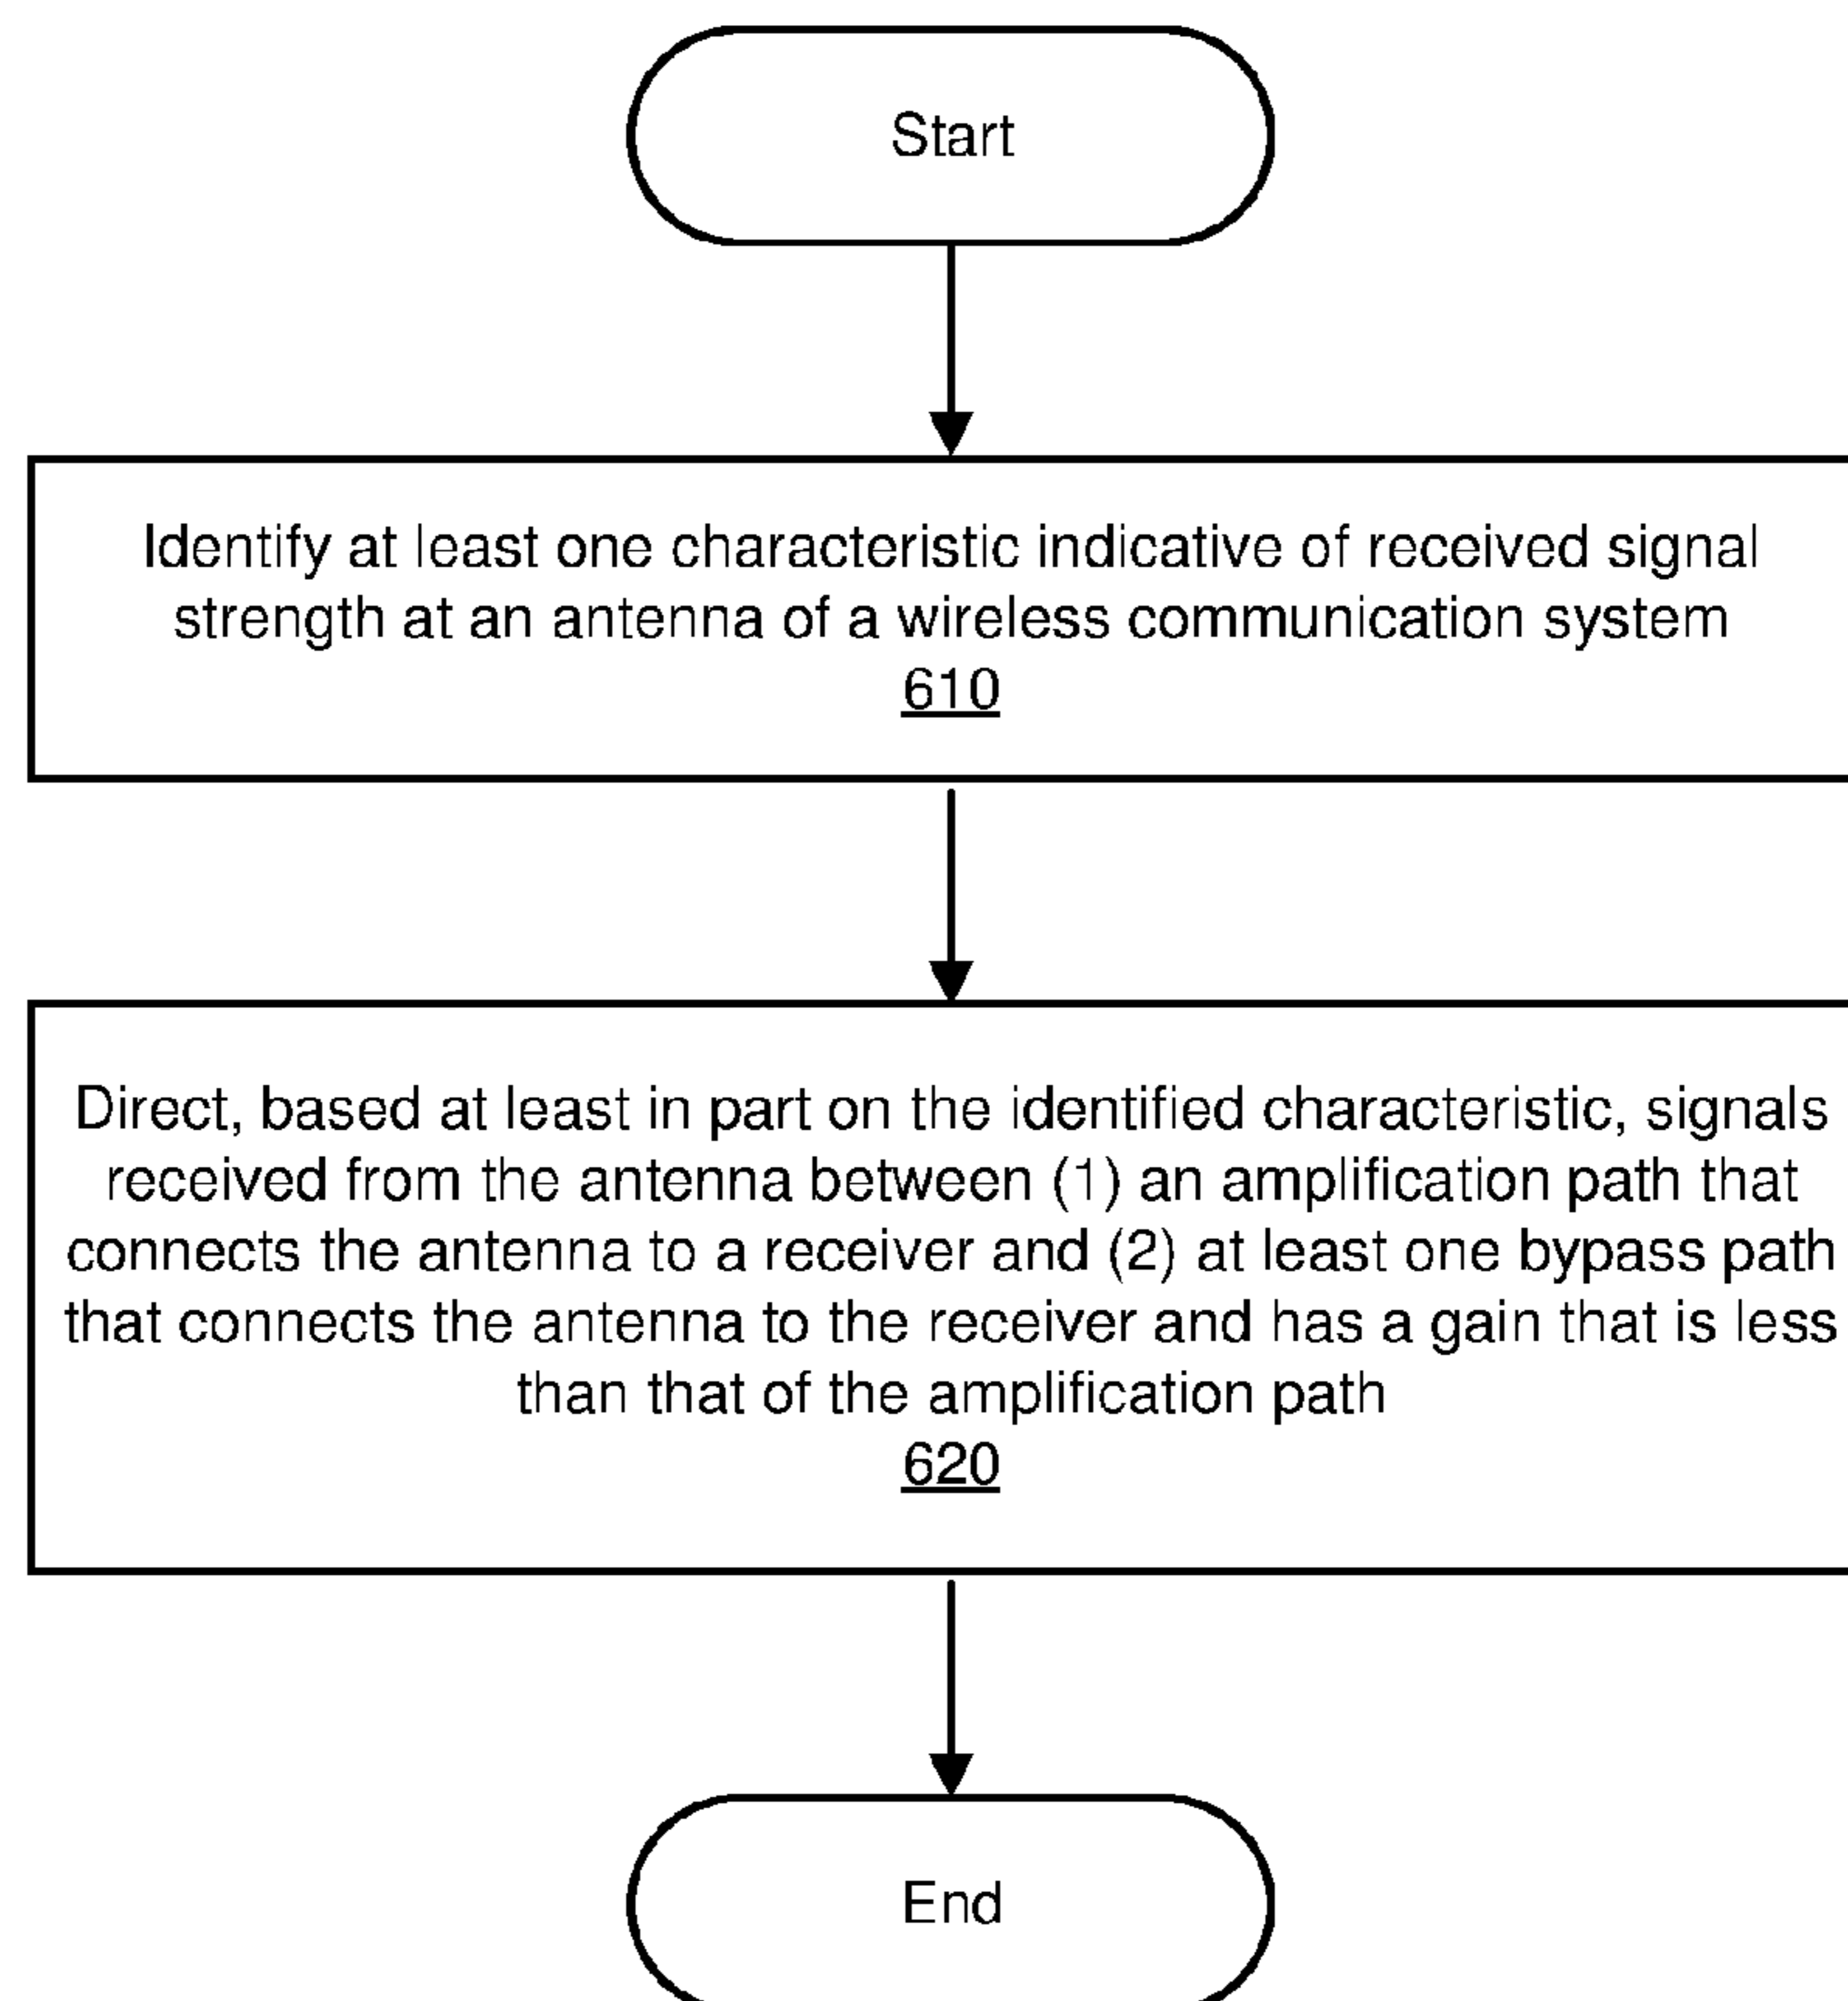 Start
Identify at least one characteristic indicative of received signal
strength at an antenna of a wireless communication system
610
Direct, based at least in part on the identified characteristic, signals
received from the antenna between (1) an amplification path that
connects the antenna to a receiver and (2) at least one bypass path
that connects the antenna to the receiver and has a gain that is less
than that of the amplification path
620
End